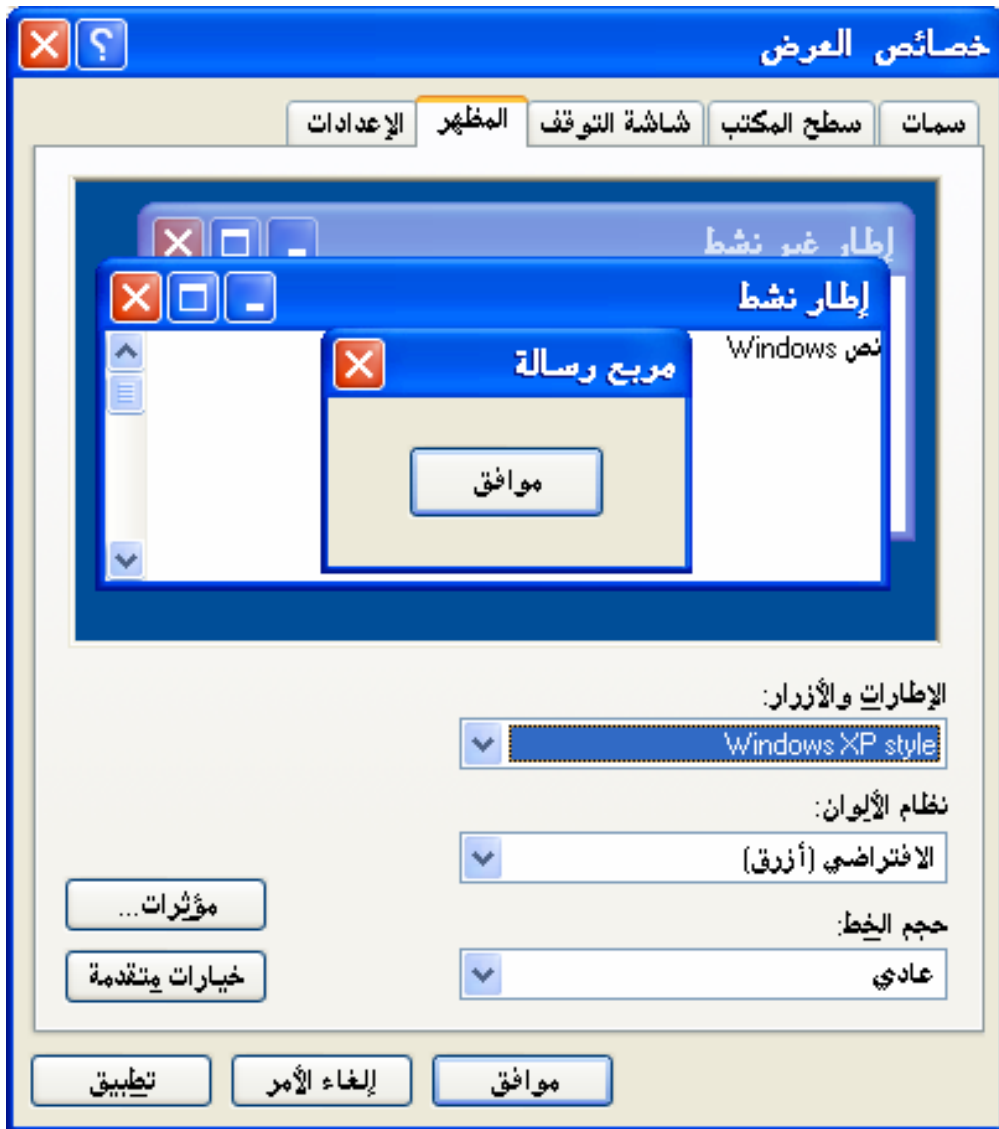 خصائص العرض
سمات
سطح المكتب
شاشة التوقف
المظهر
الإعدادات
إطار غير نشط
إطار نشط
نص Windows
مربع رسالة
موافق
الإطارات والأزرار:
Windows XP style
نظام الألوان:
الافتراضي (أزرق)
حجم الخط:
عادي
مؤثرات...
خيارات متقدمة
موافق
إلغاء الأمر
تطبيق